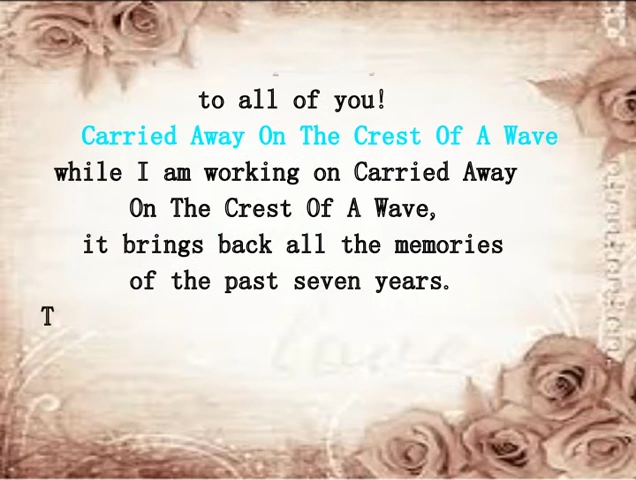 to all of you!
Carried Away On The Crest Of A Wave
while I am working on Carried Away
On The Crest Of A Wave,
it brings back all the memories
of the past seven years.
T
love